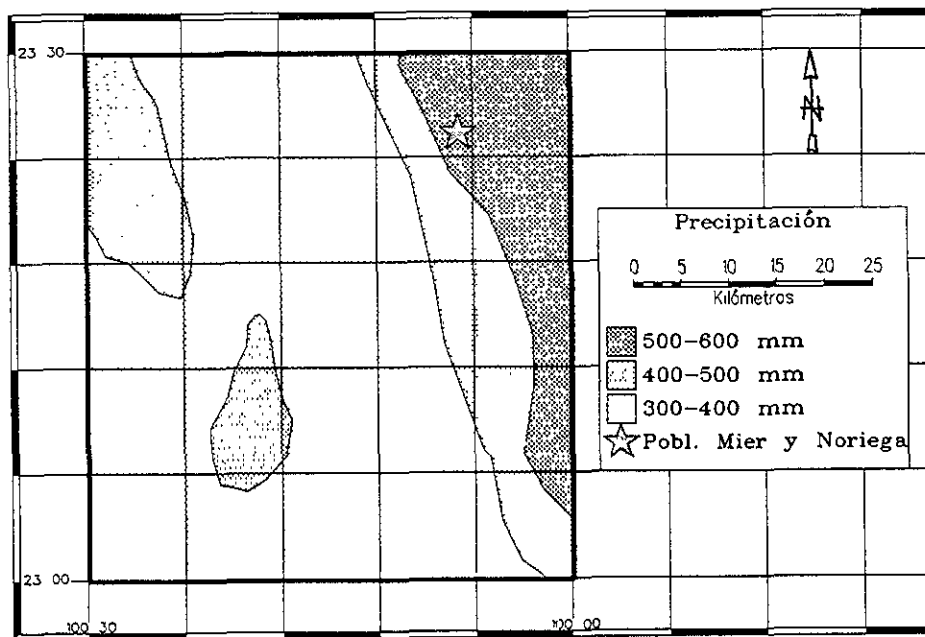 23 30
N
Precipitación
0 5 10 15 20 25
Kilómetros
500-600 mm
400-500 mm
300-400 mm
Pobl. Mier y Noriega
23 00
100 30
100 00